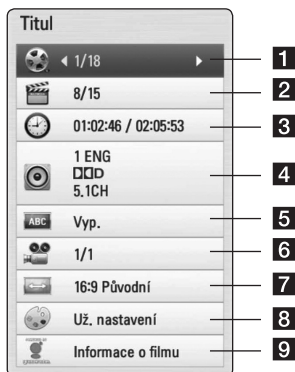 Titul
1/18 1
8/15 2
01:02:46 / 02:05:53 3
1 ENG
D
5.1CH 4
ABC Vyp. 5
1/1 6
16:9 Původní 7
Už. nastavení 8
Informace o filmu 9